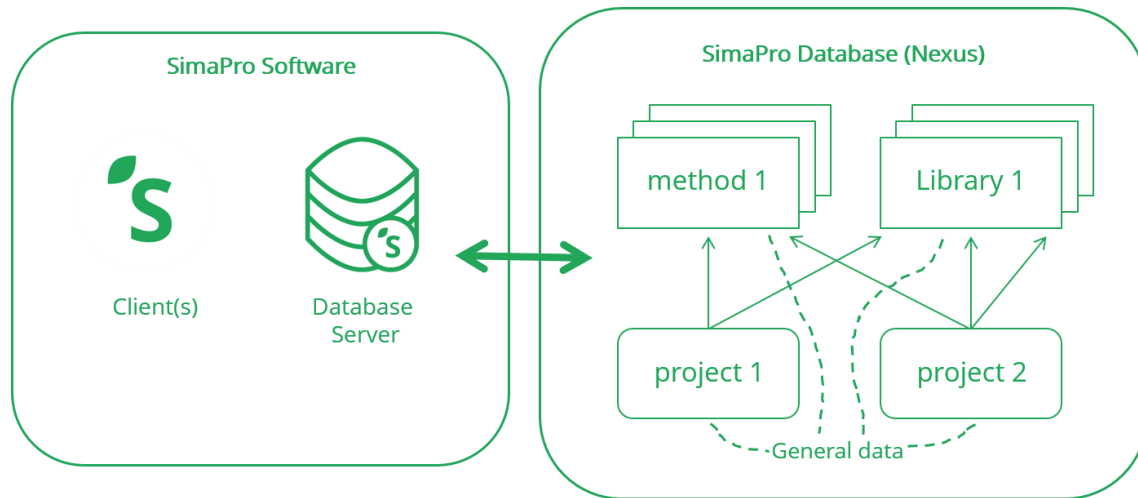 SimaPro Software
SimaPro Database (Nexus)
method 1
Library 1
S
S
Client(s)
Database
Server
project 1
project 2
General data